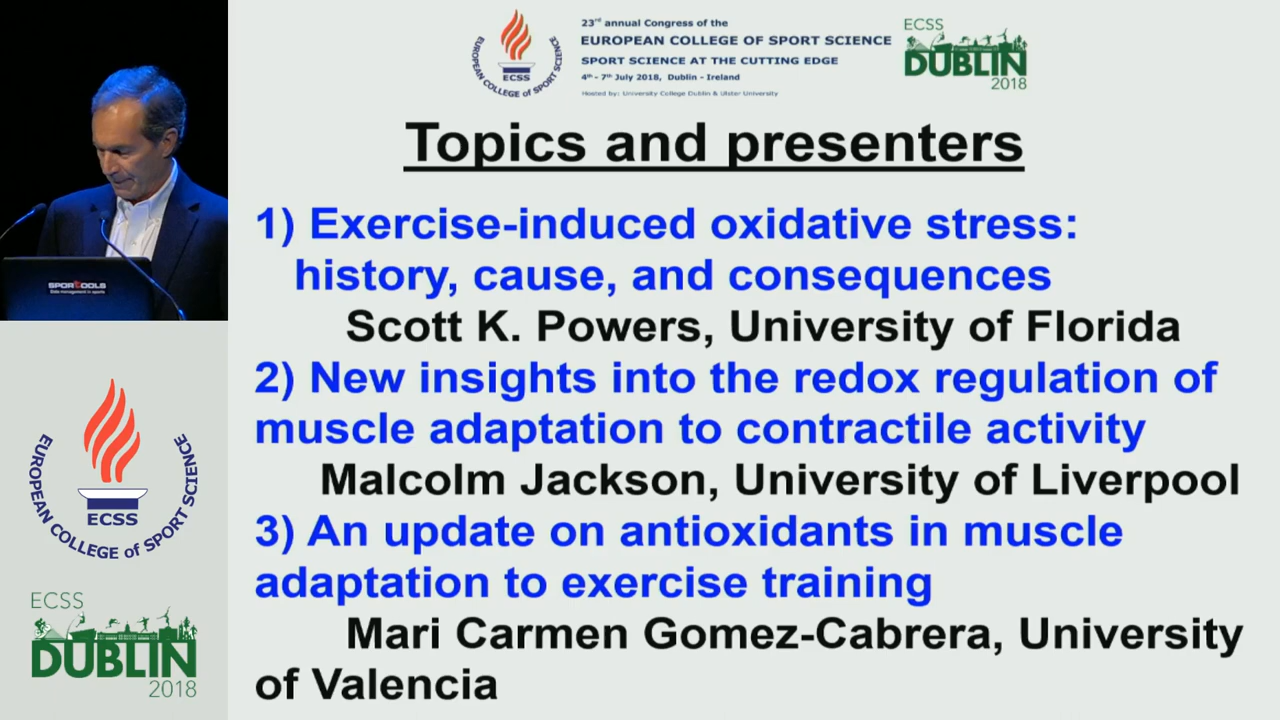 23rd annual Congress of the
EUROPEAN COLLEGE OF SPORT SCIENCE
SPORT SCIENCE AT THE CUTTING EDGE
4th - 7th July 2018, Dublin - Ireland
Hosted by: University College Dublin & Ulster University
EUROPEAN COLLEGE OF SPORT SCIENCE
ECSS
ECSS
DUBLIN
2018
Topics and presenters
1) Exercise-induced oxidative stress:
history, cause, and consequences
Scott K. Powers, University of Florida
2) New insights into the redox regulation of
muscle adaptation to contractile activity
Malcolm Jackson, University of Liverpool
3) An update on antioxidants in muscle
adaptation to exercise training
Mari Carmen Gomez-Cabrera, University
of Valencia
SPORTOOLS
Data management in sports
EUROPEAN COLLEGE of SPORT SCIENCE
ECSS
ECSS
DUBLIN
2018